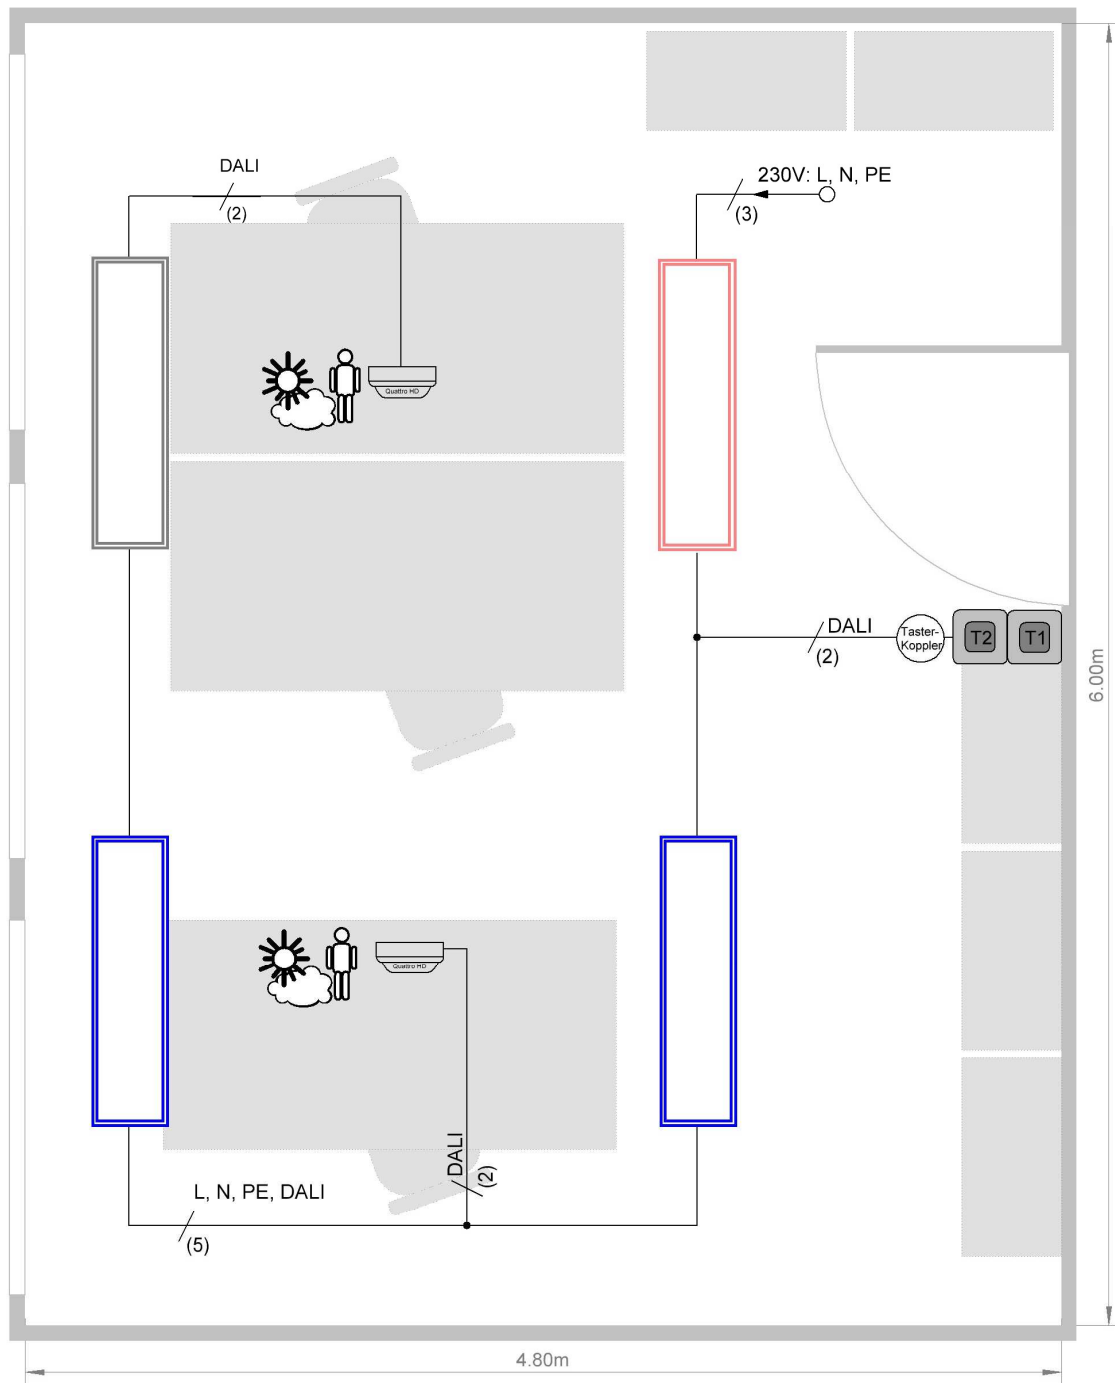 DALI
(2)
230V: L, N, PE
(3)
Quattro HD
DALI
(2)
Taster-
Koppler
T2
T1
6.00m
Quattro HD
DALI
(2)
L, N, PE, DALI
(5)
4.80m